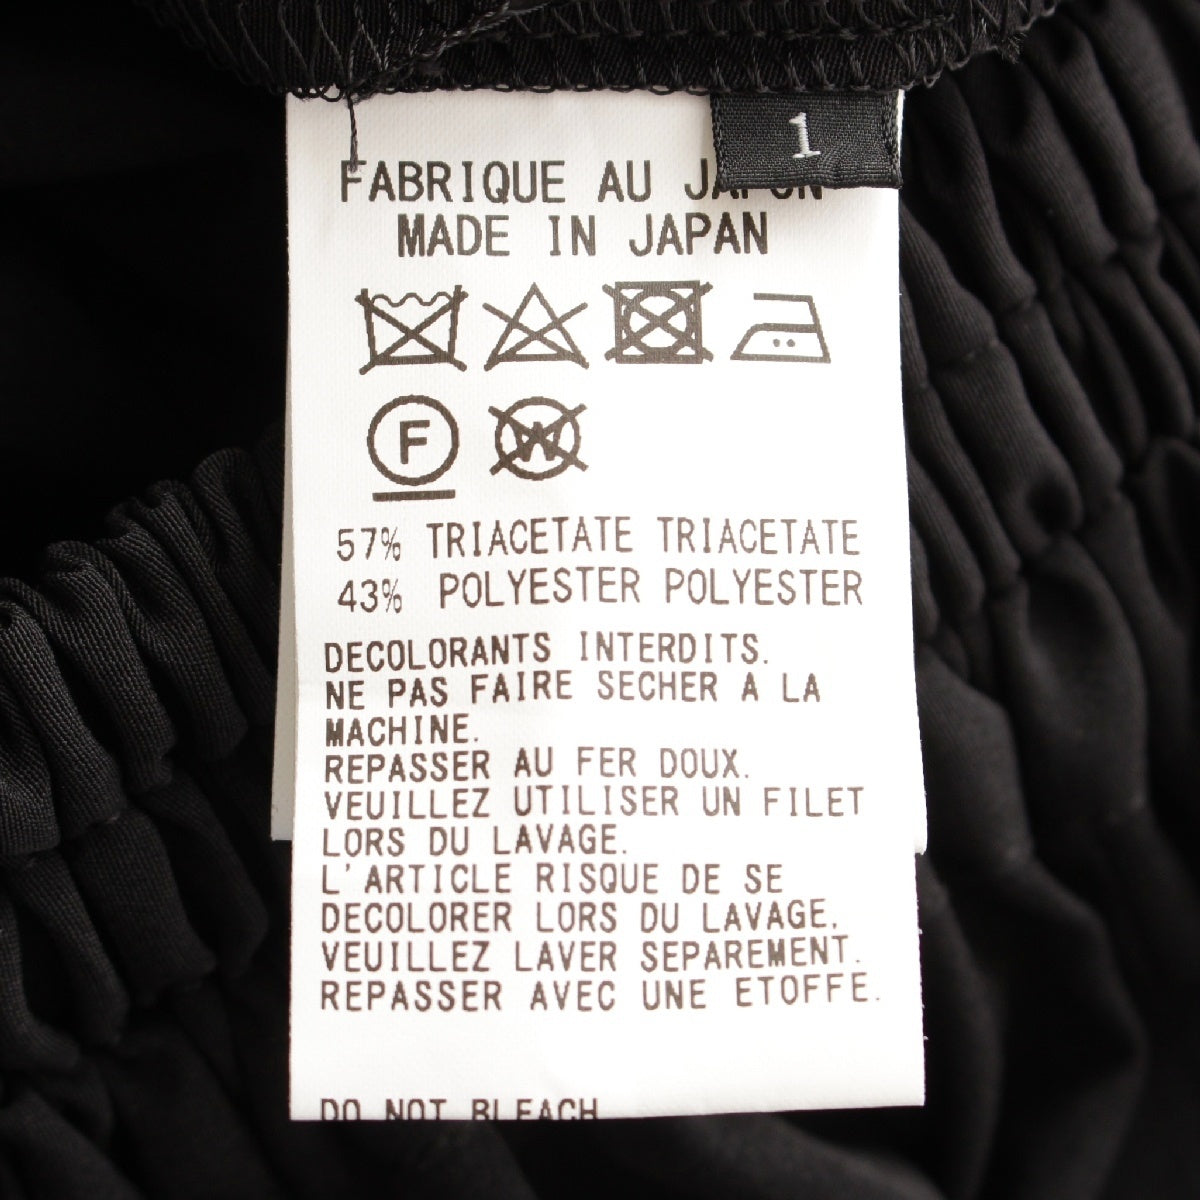 1
FABRIQUE AU JAPON
MADE IN JAPAN
F
W
57% TRIACETATE TRIACETATE
43% POLYESTER POLYESTER
DECOLORANTS INTERDITS.
NE PAS FAIRE SECHER A LA
MACHINE.
REPASSER AU FER DOUX.
VEUILLEZ UTILISER UN FILET
LORS DU LAVAGE.
L'ARTICLE RISQUE DE SE
DECOLORER LORS DU LAVAGE,
VEUILLEZ LAVER SEPAREMENT.
REPASSER AVEC UNE ETOFFE.
DO NOT BLEACH